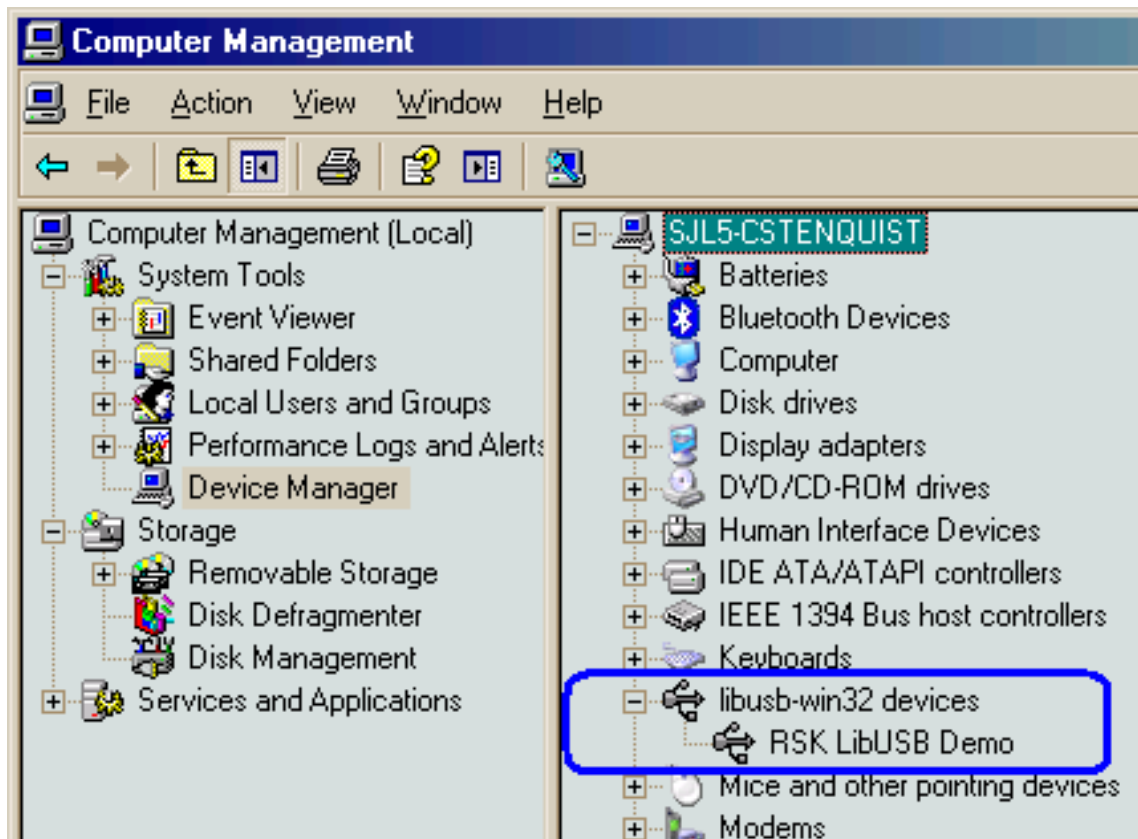 Computer Management
File Action View Window Help
Computer Management (Local)
System Tools
Event Viewer
Shared Folders
Local Users and Groups
Performance Logs and Alerts
Device Manager
Storage
Removable Storage
Disk Defragmenter
Disk Management
Services and Applications
SJL5-CSTENQUIST
Batteries
Bluetooth Devices
Computer
Disk drives
Display adapters
DVD/CD-ROM drives
Human Interface Devices
IDE ATA/ATAPI controllers
IEEE 1394 Bus host controllers
Keyboards
libusb-win32 devices
RSK LibUSB Demo
Mice and other pointing devices
Modems